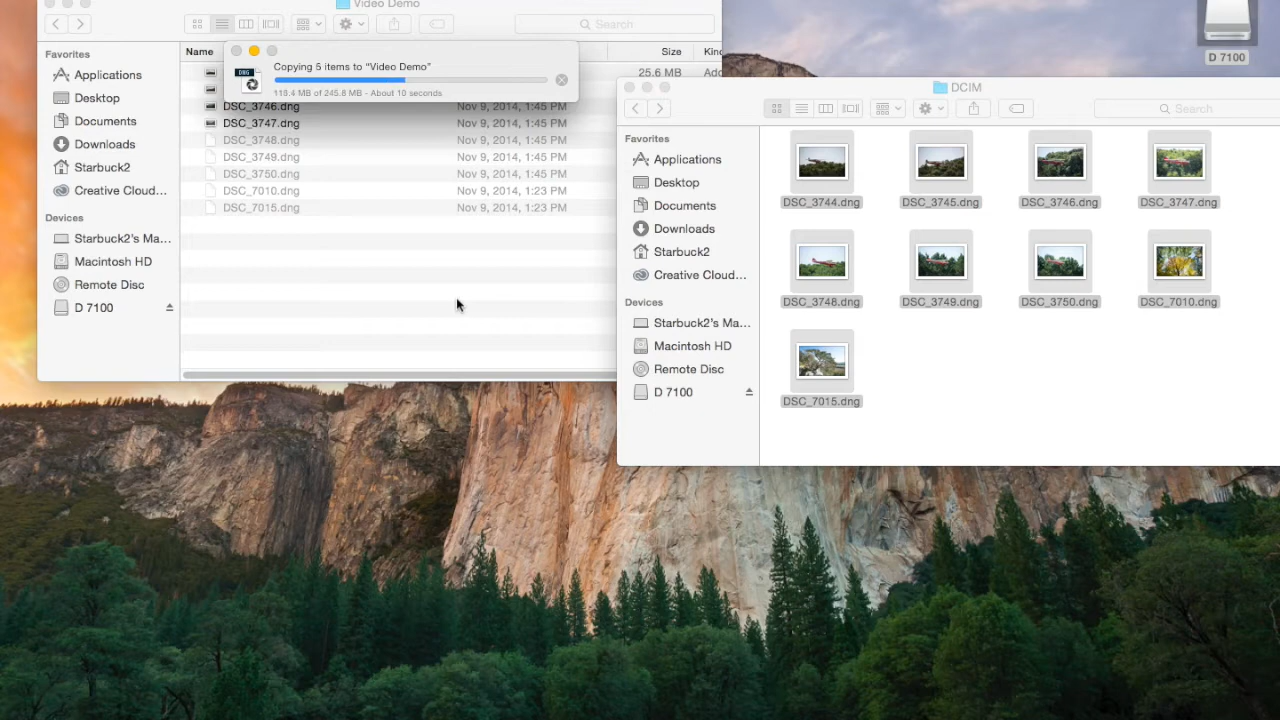 Video Demo
Search
Favorites
Applications
Desktop
Documents
Downloads
Starbuck2
Creative Cloud...
Devices
Starbuck2's Ma...
Macintosh HD
Remote Disc
D 7100
Name
Size
25.6 MB
DNG
Copying 5 items to “Video Demo”
118.4 MB of 245.8 MB - About 10 seconds
DSC_3746.dng Nov 9, 2014, 1:45 PM
DSC_3747.dng Nov 9, 2014, 1:45 PM
DSC_3748.dng Nov 9, 2014, 1:45 PM
DSC_3749.dng Nov 9, 2014, 1:45 PM
DSC_3750.dng Nov 9, 2014, 1:45 PM
DSC_7010.dng Nov 9, 2014, 1:23 PM
DSC_7015.dng Nov 9, 2014, 1:23 PM
D 7100
DCIM
Search
Favorites
Applications
Desktop
Documents
Downloads
Starbuck2
Creative Cloud...
Devices
Starbuck2's Ma...
Macintosh HD
Remote Disc
D 7100
DSC_3744.dng DSC_3745.dng DSC_3746.dng DSC_3747.dng
DSC_3748.dng DSC_3749.dng DSC_3750.dng DSC_7010.dng
DSC_7015.dng